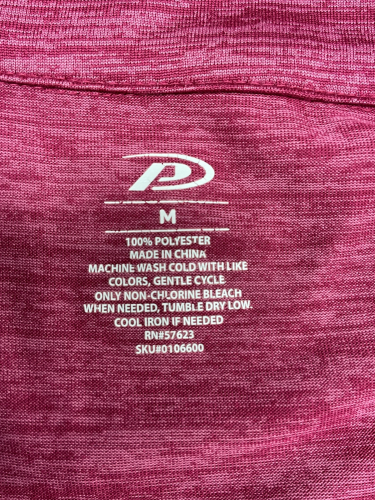 P
M
100% POLYESTER
MADE IN CHINA
MACHINE WASH COLD WITH LIKE
COLORS, GENTLE CYCLE
ONLY NON-CHLORINE BLEACH
WHEN NEEDED, TUMBLE DRY LOW.
COOL IRON IF NEEDED
RN#57623
SKU#0106600